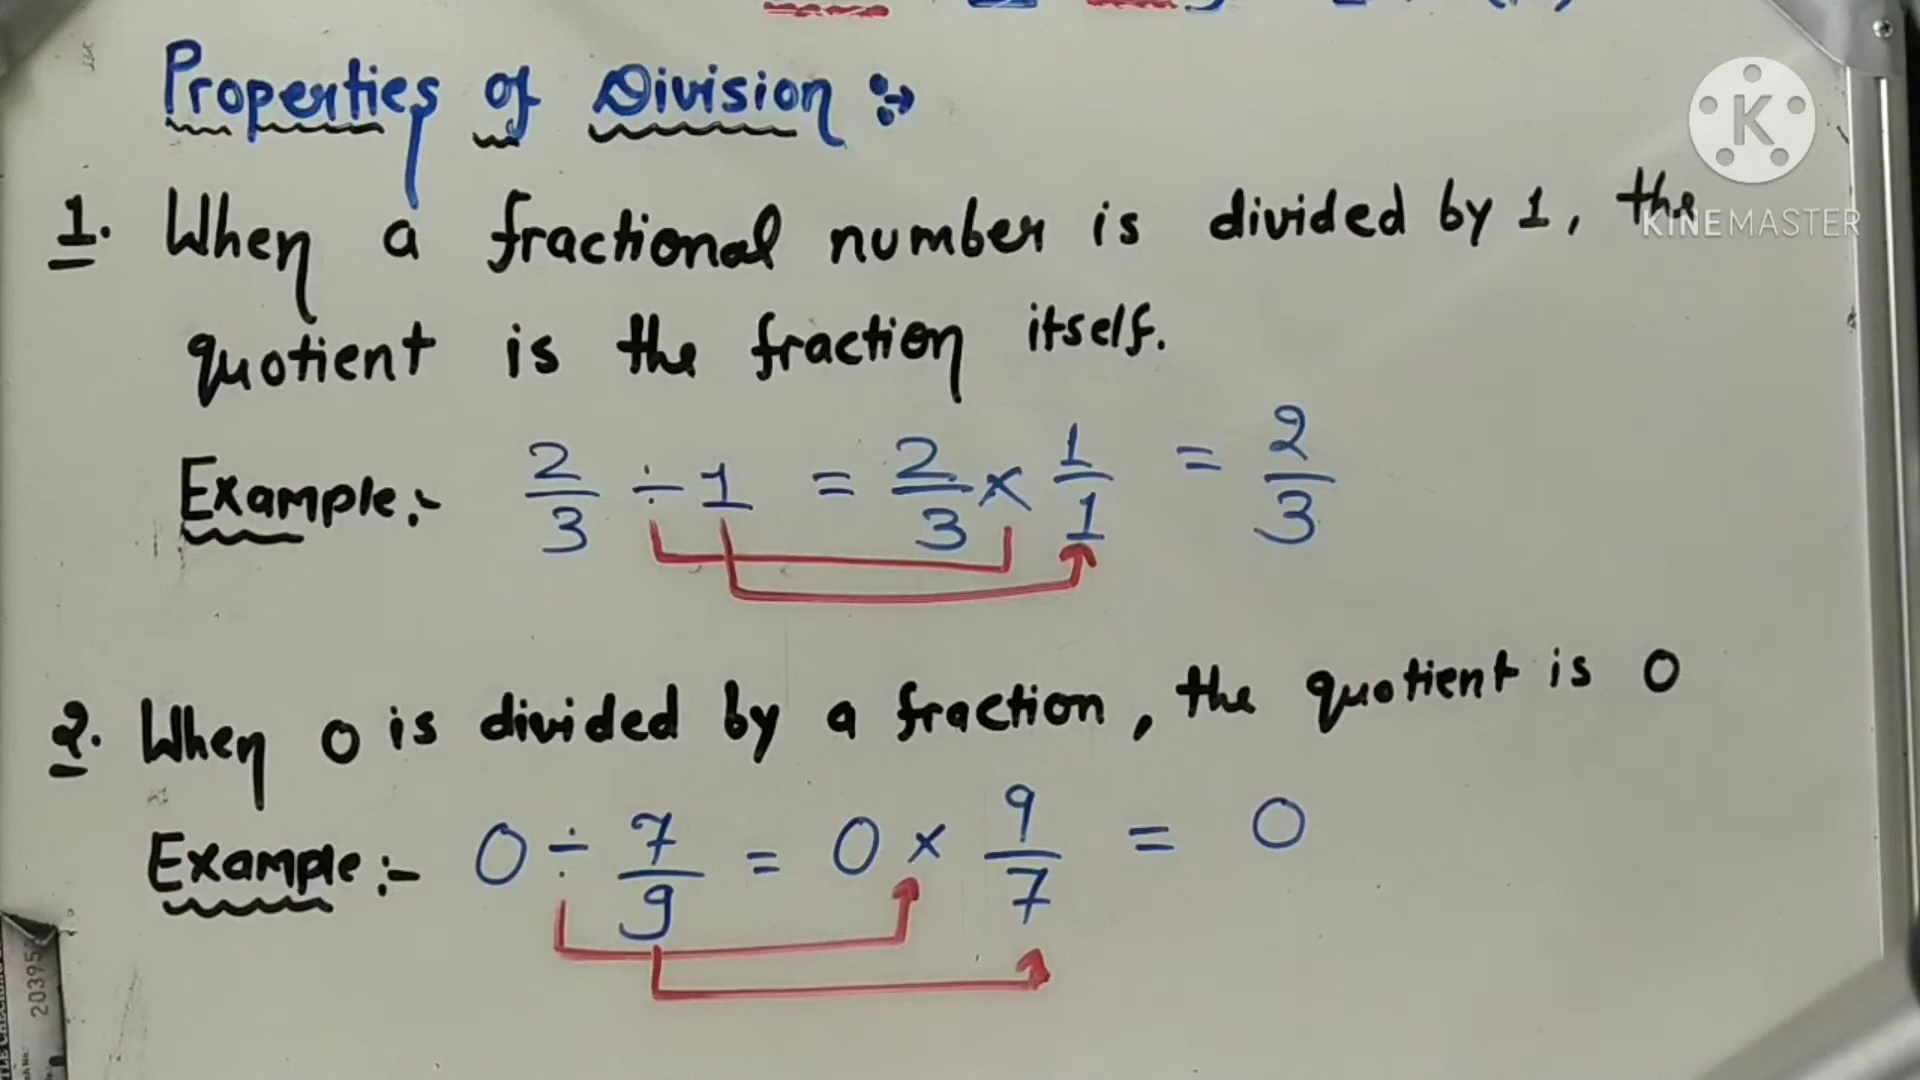 Properties of Division :→
1. When a fractional number is divided by 1, the
quotient is the fraction itself.
Example:- 2/3 ÷ 1 = 2/3 × 1/1 = 2/3
2. When 0 is divided by a fraction, the quotient is 0
Example:- 0 ÷ 7/9 = 0 × 9/7 = 0
K
KINEMASTER
20395